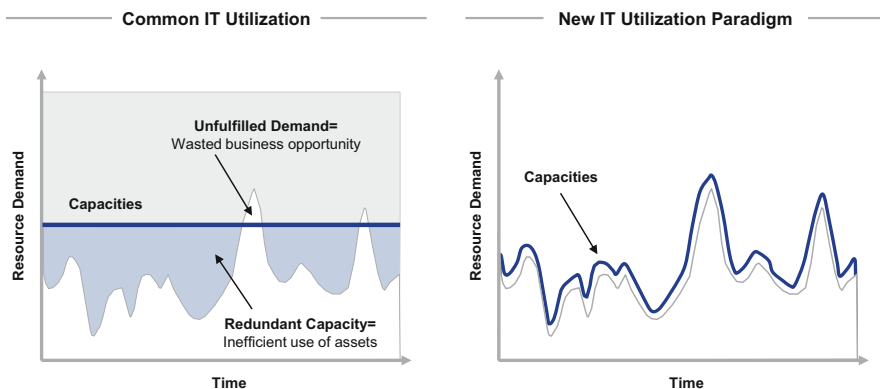 Common IT Utilization
Resource Demand
Unfulfilled Demand=
Wasted business opportunity
Capacities
Redundant Capacity=
Inefficient use of assets
Time
New IT Utilization Paradigm
Resource Demand
Capacities
Time